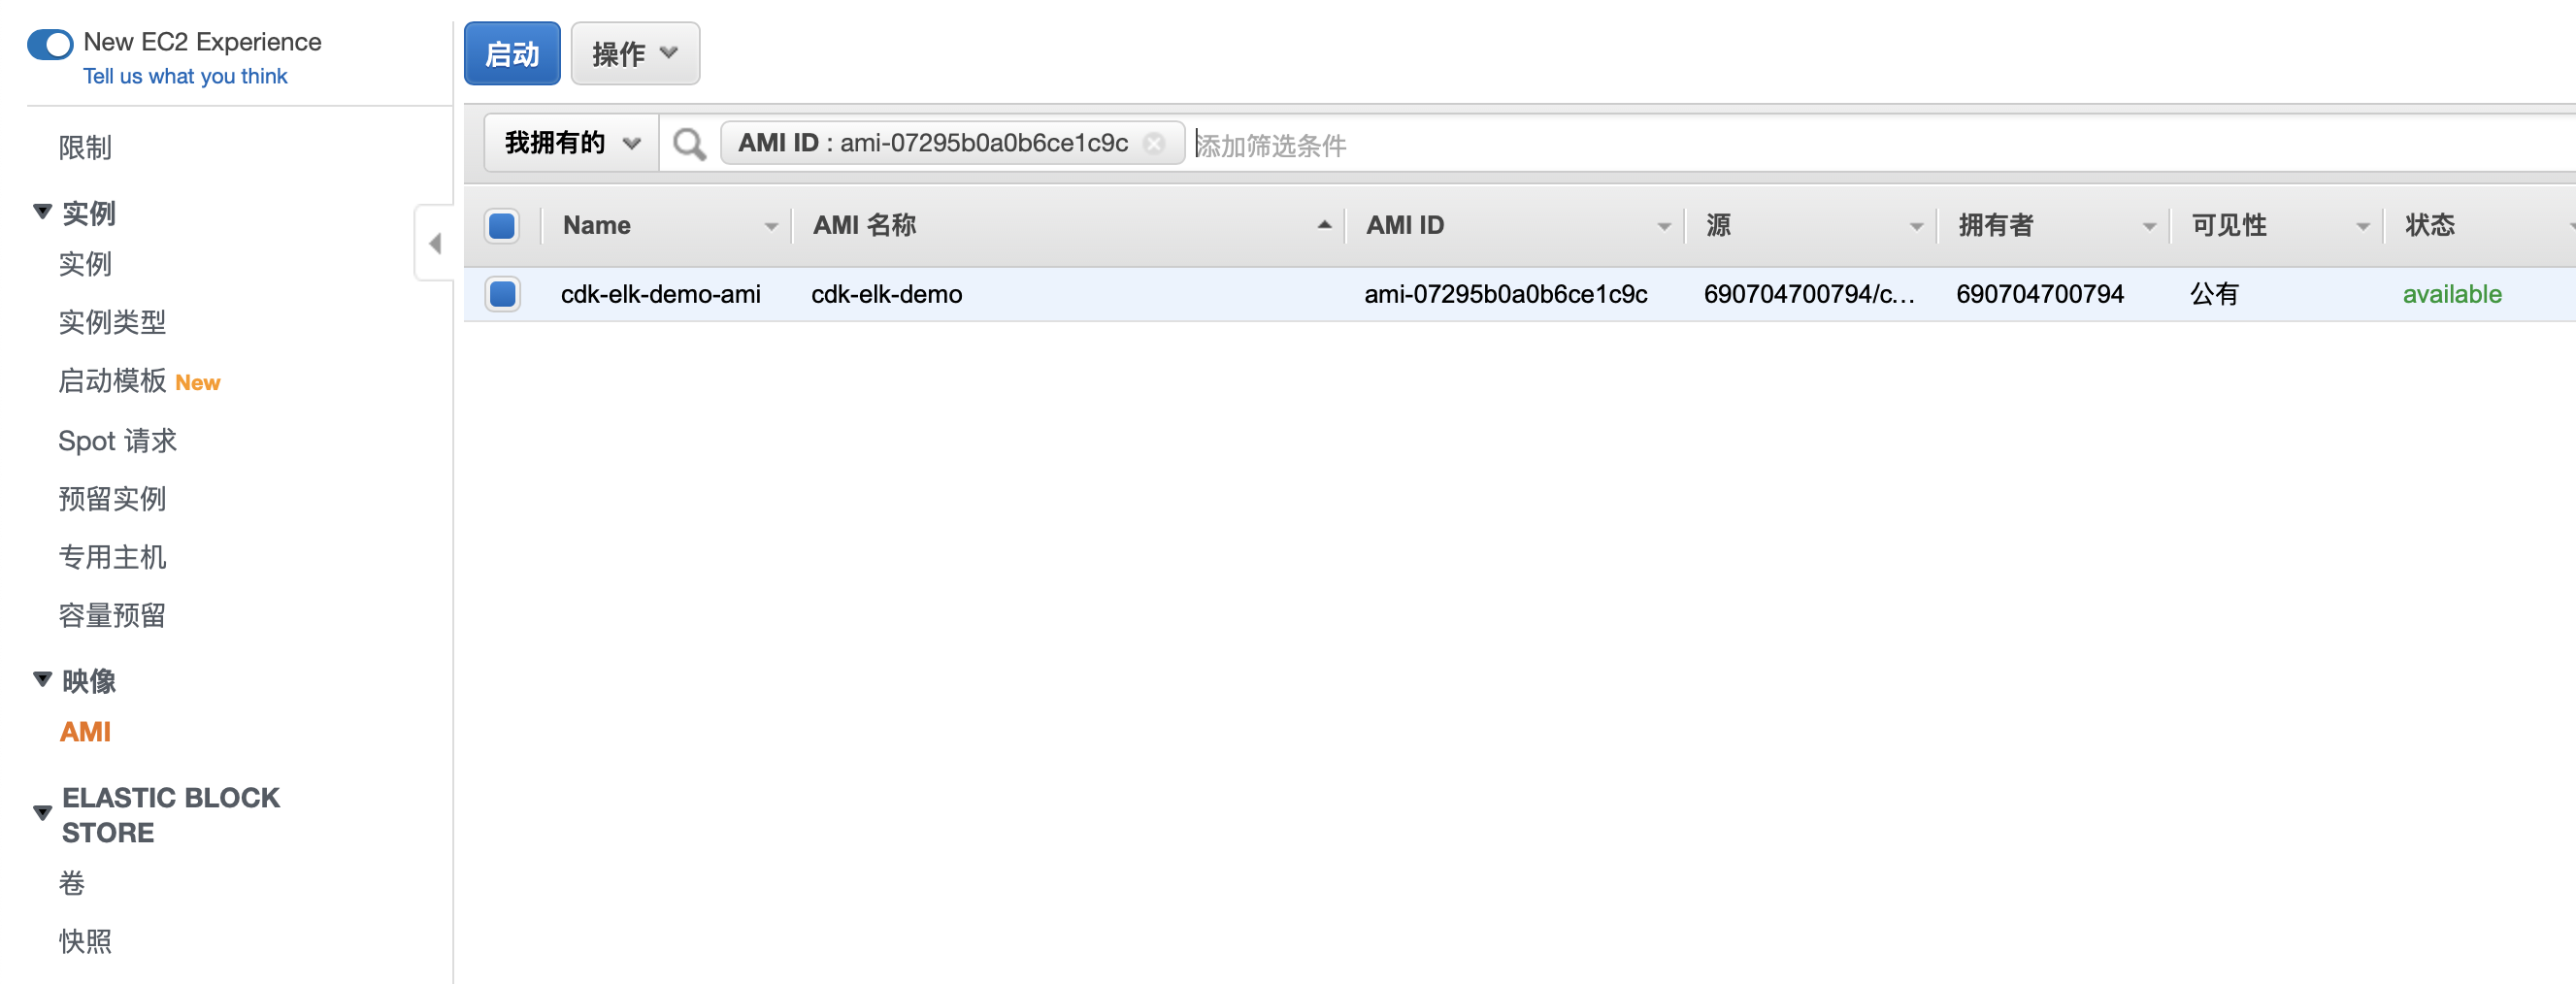 New EC2 Experience
Tell us what you think
限制
实例
实例
实例类型
启动模板 New
Spot 请求
预留实例
专用主机
容量预留
映像
AMI
ELASTIC BLOCK
STORE
卷
快照
启动 操作
我拥有的 AMI ID : ami-07295b0a0b6ce1c9c 添加筛选条件
Name AMI 名称 AMI ID 源 拥有者 可见性 状态
cdk-elk-demo-ami cdk-elk-demo ami-07295b0a0b6ce1c9c 690704700794/c... 690704700794 公有 available